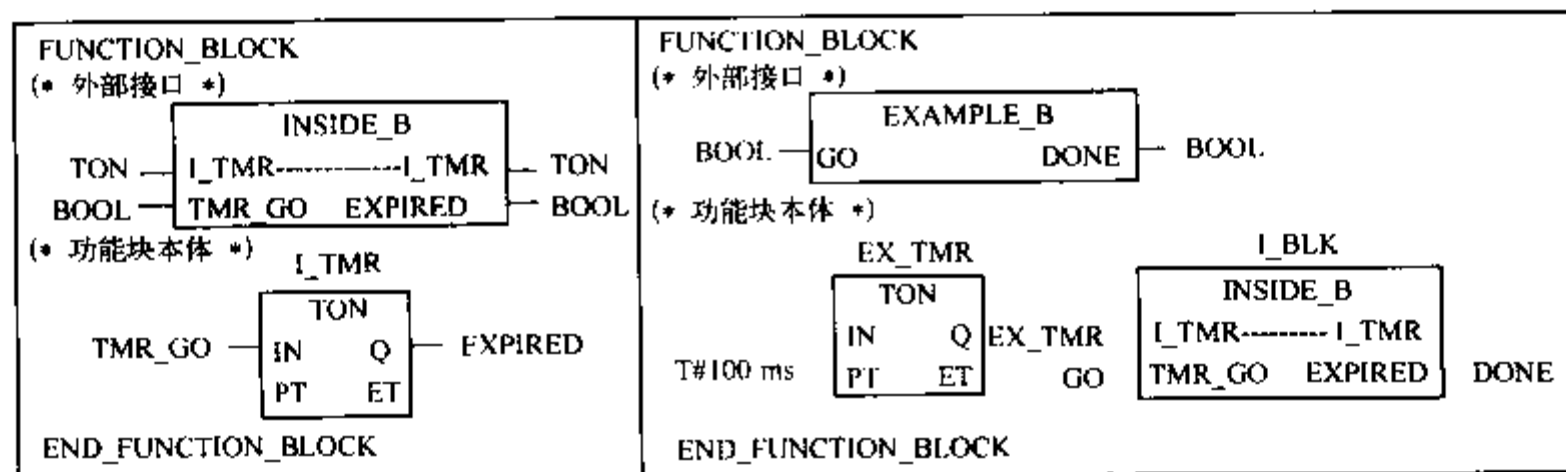 FUNCTION_BLOCK
(* 外部接口 *)
INSIDE_B
TON I_TMR I_TMR TON
BOOL TMR_GO EXPIRED BOOL
(* 功能块本体 *)
I_TMR
TON
TMR_GO IN Q EXPIRED
PT ET
END_FUNCTION_BLOCK
FUNCTION_BLOCK
(* 外部接口 *)
EXAMPLE_B
BOOL GO DONE BOOL
(* 功能块本体 *)
EX_TMR I_BLK
TON INSIDE_B
IN Q EX_TMR I_TMR I_TMR
T#100 ms PT ET GO TMR_GO EXPIRED DONE
END_FUNCTION_BLOCK